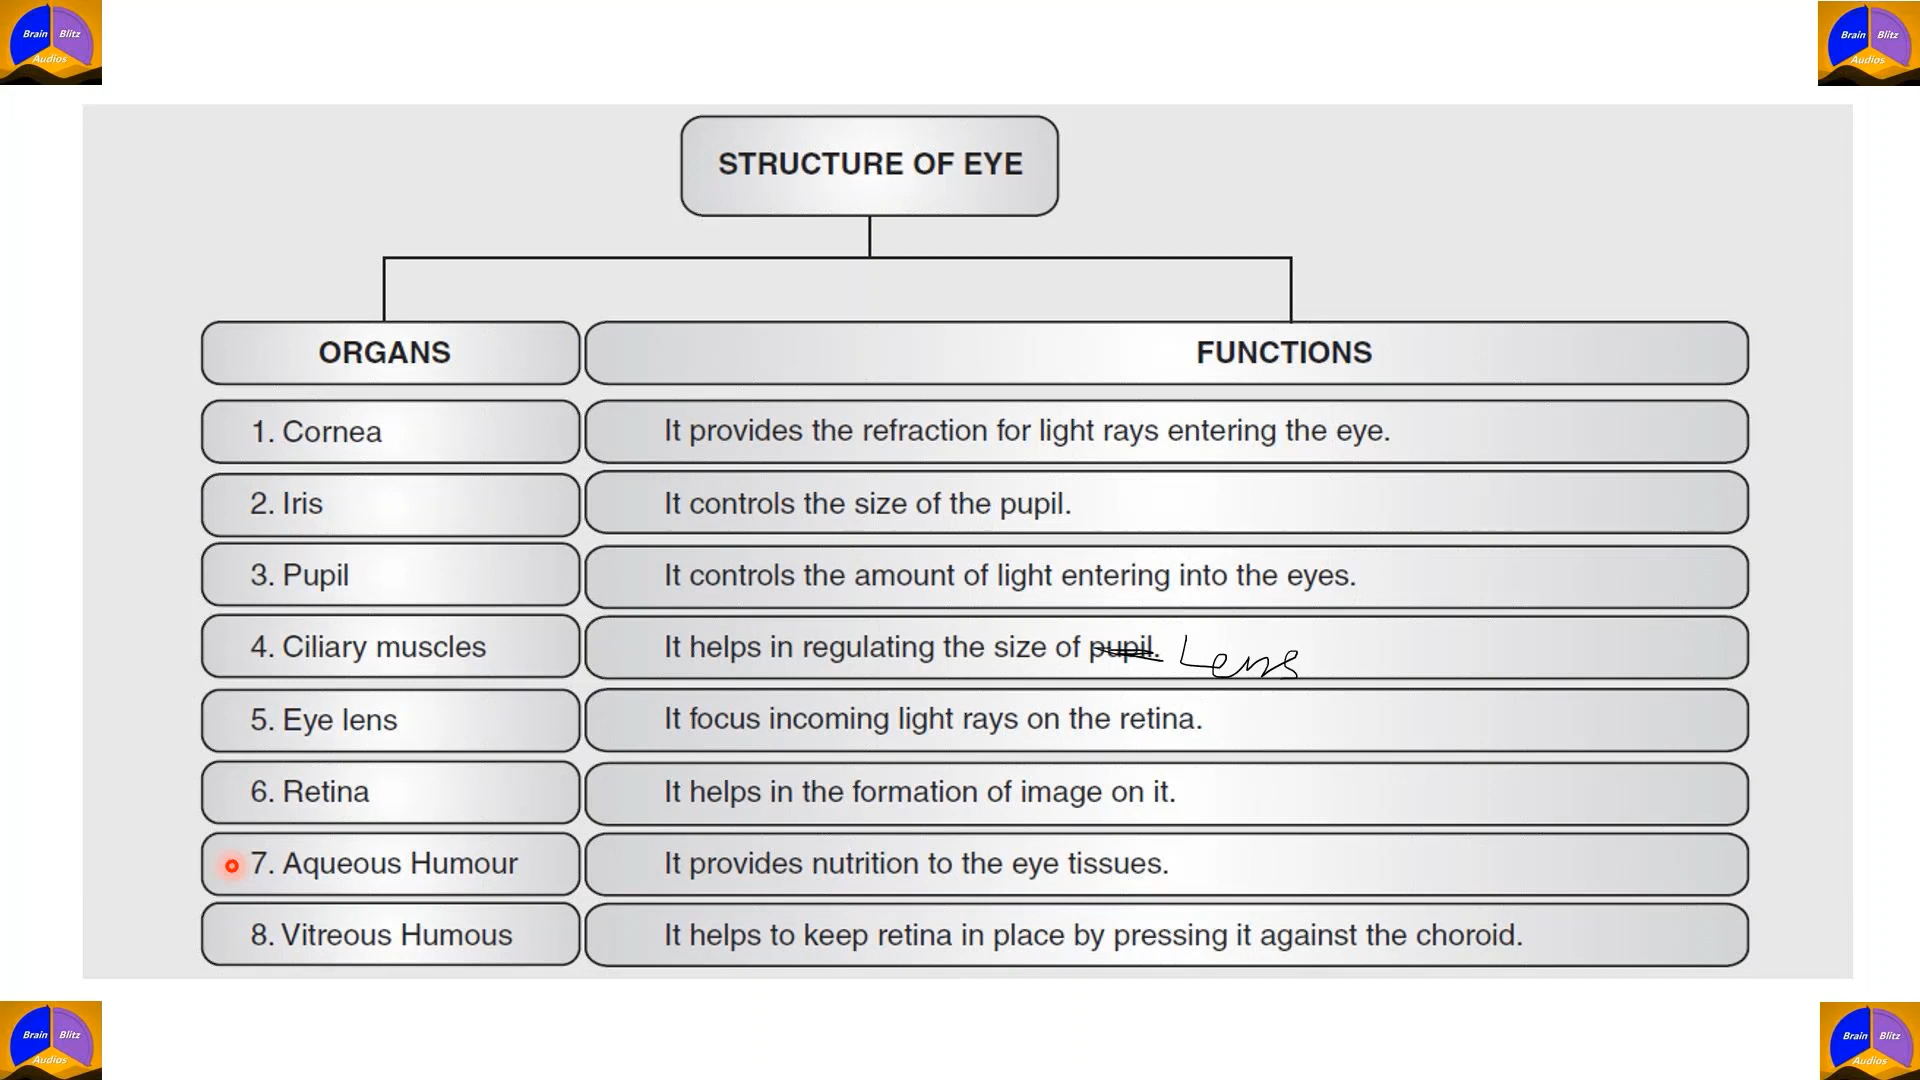 Brain Blitz
Audios
Brain Blitz
Audios
STRUCTURE OF EYE
ORGANS
FUNCTIONS
1. Cornea
It provides the refraction for light rays entering the eye.
2. Iris
It controls the size of the pupil.
3. Pupil
It controls the amount of light entering into the eyes.
4. Ciliary muscles
It helps in regulating the size of pupil. Lens
5. Eye lens
It focus incoming light rays on the retina.
6. Retina
It helps in the formation of image on it.
7. Aqueous Humour
It provides nutrition to the eye tissues.
8. Vitreous Humous
It helps to keep retina in place by pressing it against the choroid.
Brain Blitz
Audios
Brain Blitz
Audios